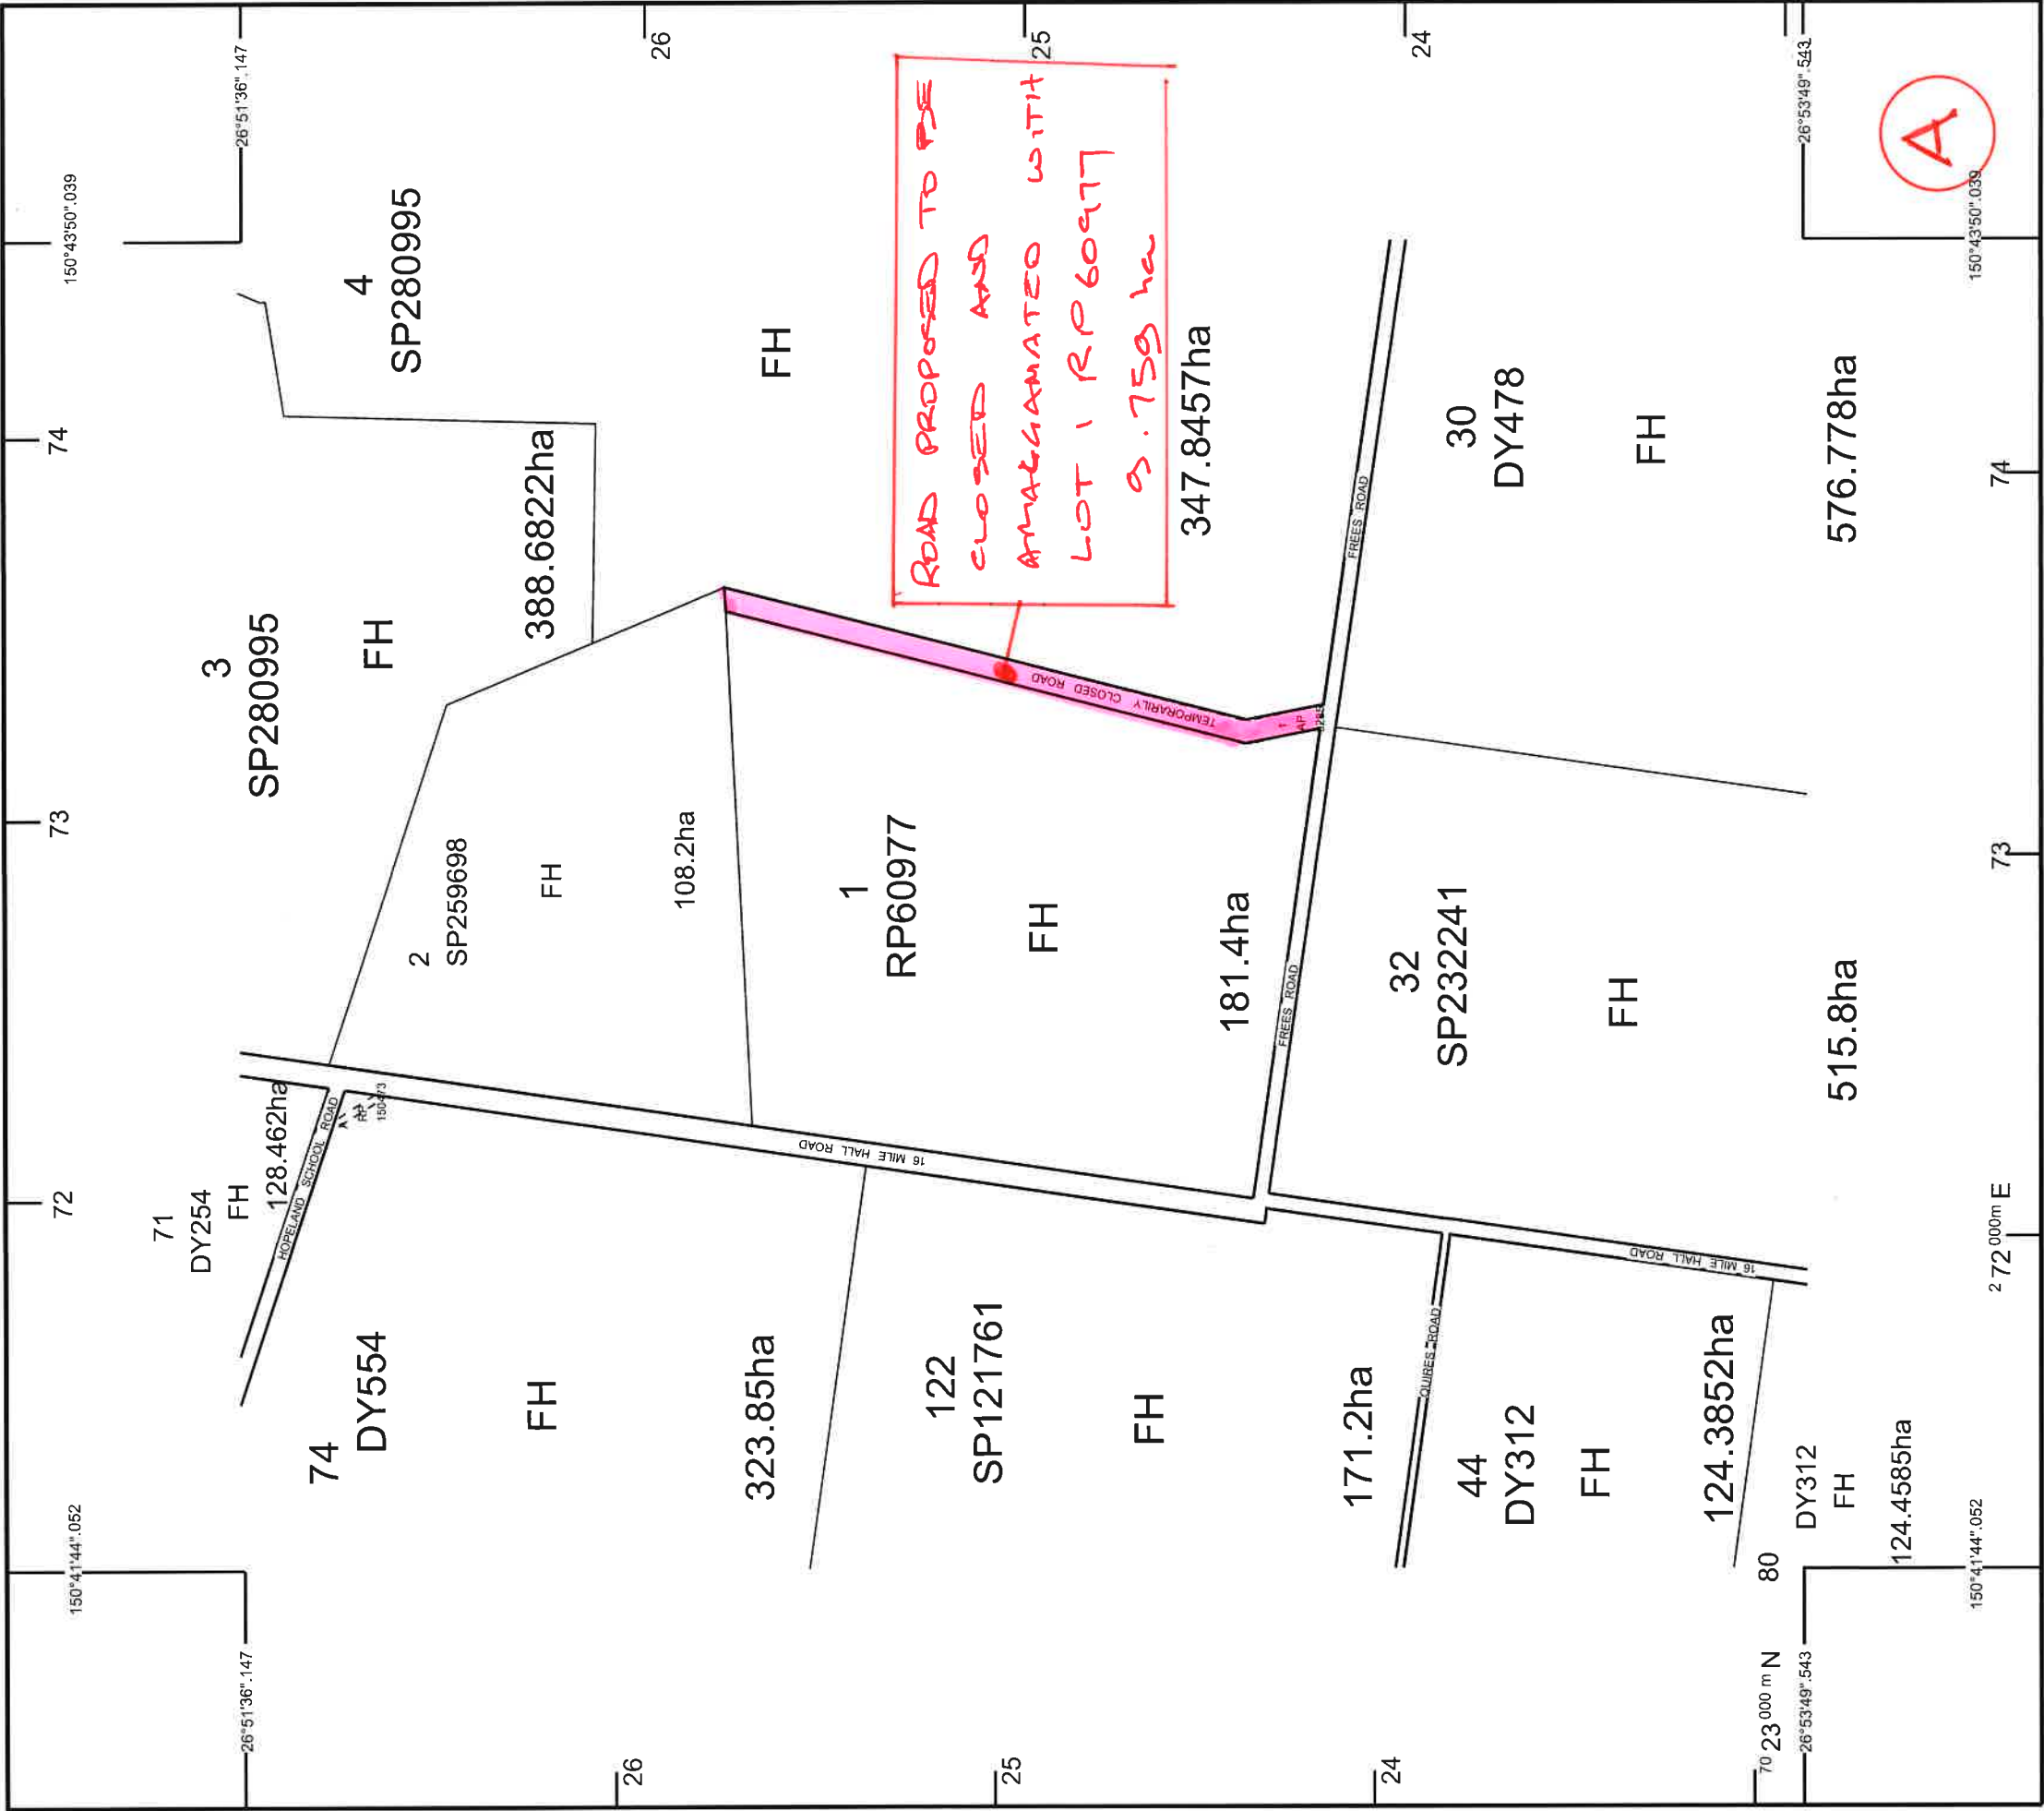 150°41'44".052
72
73
74
150°43'50".039
26°51'36".147
26°51'36".147
71
DY254
FH
128.462ha
HOPELAND SCHOOL ROAD
A
RP
150473
3
SP280995
FH
388.6822ha
4
SP280995
FH
347.8457ha
74
DY554
FH
323.85ha
2
SP259698
FH
108.2ha
26
26
16 MILE HALL ROAD
1
RP60977
FH
181.4ha
TEMPORARILY CLOSED ROAD
1
AP
ROAD PROPOSED TO BE
CLOSED AND
AMALGAMATED WITH
LOT 1 RP60977
9.759 ha
25
25
122
SP121761
FH
171.2ha
FREES ROAD
FREES ROAD
24
24
QUIRES ROAD
16 MILE HALL ROAD
44
DY312
FH
124.3852ha
32
SP232241
FH
515.8ha
30
DY478
FH
576.778ha
80
DY312
FH
124.4585ha
70 23 000 m N
26°53'49".543
26°53'49".543
150°41'44".052
2 72 000m E
73
74
150°43'50".039
A